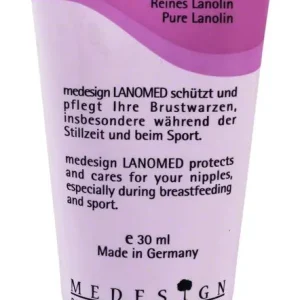 Reines Lanolin
Pure Lanolin
medesign LANOMED schützt und
pflegt Ihre Brustwarzen,
insbesondere während der
Stillzeit und beim Sport.
medesign LANOMED protects
and cares for your nipples,
especially during breastfeeding
and sport.
℮ 30 ml
Made in Germany
MEDESIGN